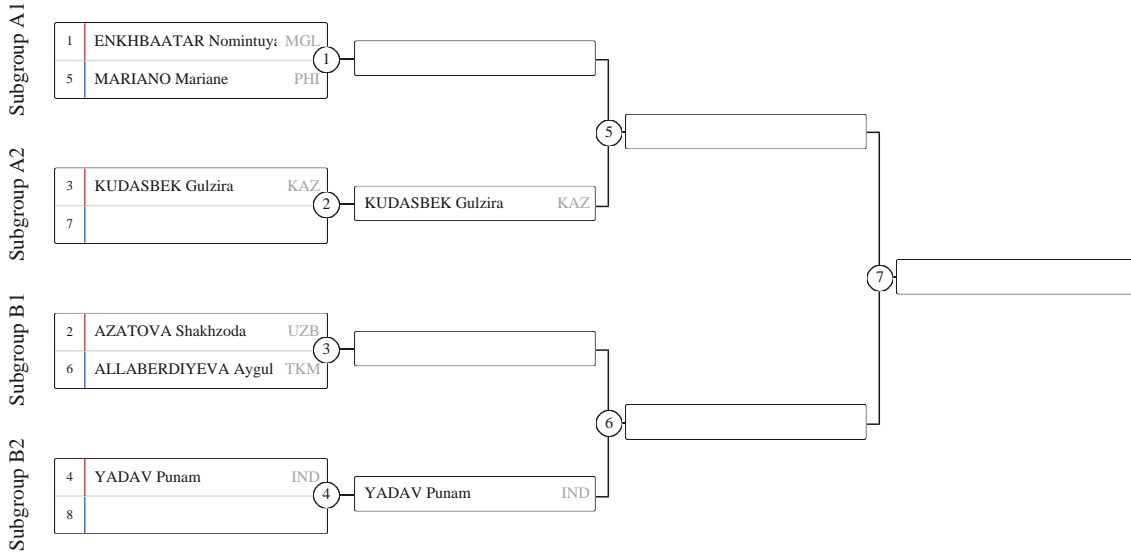 Subgroup A1
1 ENKHBAATAR Nomintuy MGL
5 MARIANO Mariane PHI
1
5
Subgroup A2
3 KUDASBEK Gulzira KAZ
7
2
KUDASBEK Gulzira KAZ
7
Subgroup B1
2 AZATOVA Shakhzoda UZB
6 ALLABERDIYEVA Aygul TKM
3
6
Subgroup B2
4 YADAV Punam IND
8
4
YADAV Punam IND